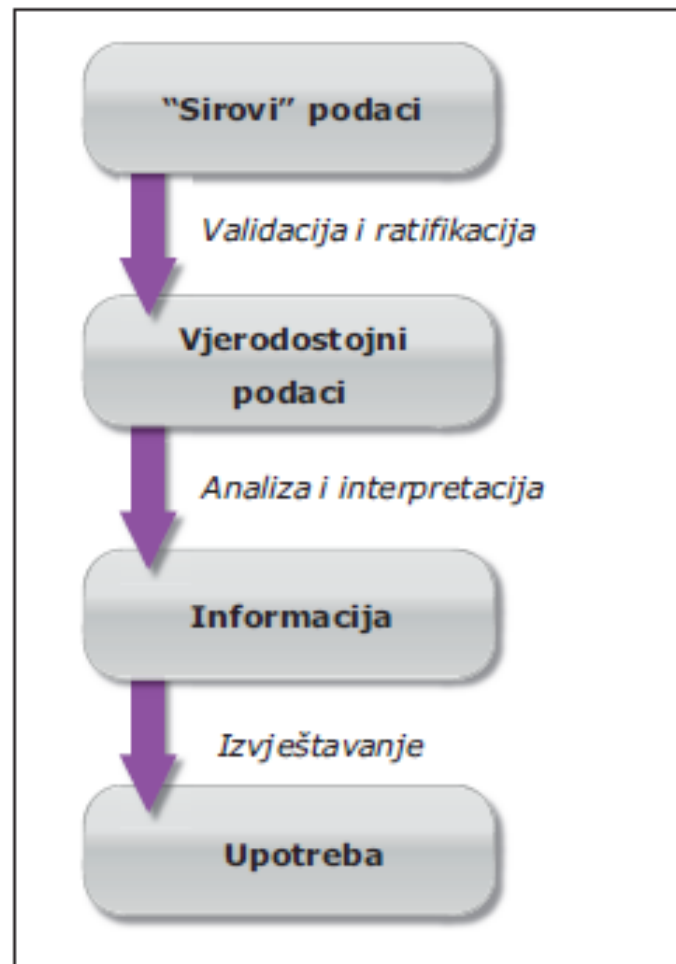 “Sirovi” podaci
Validacija i ratifikacija
Vjerodostojni
podaci
Analiza i interpretacija
Informacija
Izvještavanje
Upotreba